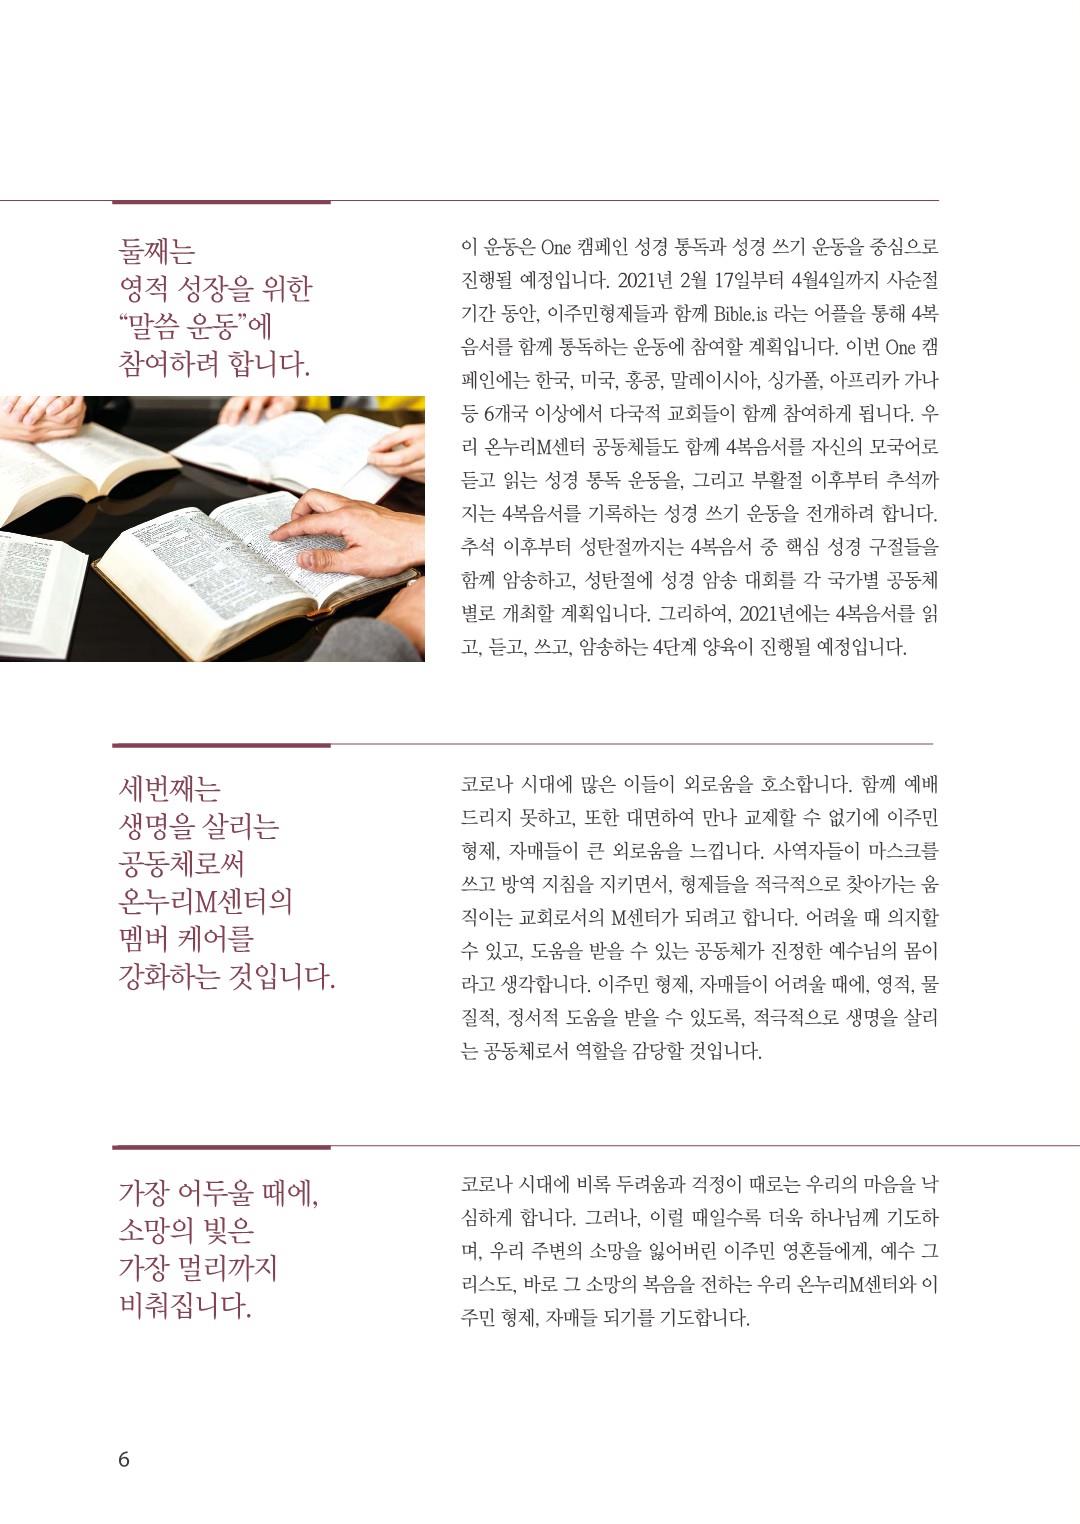 둘째는
영적 성장을 위한
“말씀 운동”에
참여하려 합니다.
이 운동은 One 캠페인 성경 통독과 성경 쓰기 운동을 중심으로
진행될 예정입니다. 2021년 2월 17일부터 4월4일까지 사순절
기간 동안, 이주민형제들과 함께 Bible.is 라는 어플을 통해 4복
음서를 함께 통독하는 운동에 참여할 계획입니다. 이번 One 캠
페인에는 한국, 미국, 홍콩, 말레이시아, 싱가폴, 아프리카 가나
등 6개국 이상에서 다국적 교회들이 함께 참여하게 됩니다. 우
리 온누리M센터 공동체들도 함께 4복음서를 자신의 모국어로
듣고 읽는 성경 통독 운동을, 그리고 부활절 이후부터 추석까
지는 4복음서를 기록하는 성경 쓰기 운동을 전개하려 합니다.
추석 이후부터 성탄절까지는 4복음서 중 핵심 성경 구절들을
함께 암송하고, 성탄절에 성경 암송 대회를 각 국가별 공동체
별로 개최할 계획입니다. 그리하여, 2021년에는 4복음서를 읽
고, 듣고, 쓰고, 암송하는 4단계 양육이 진행될 예정입니다.
세번째는
생명을 살리는
공동체로써
온누리M센터의
멤버 케어를
강화하는 것입니다.
코로나 시대에 많은 이들이 외로움을 호소합니다. 함께 예배
드리지 못하고, 또한 대면하여 만나 교제할 수 없기에 이주민
형제, 자매들이 큰 외로움을 느낍니다. 사역자들이 마스크를
쓰고 방역 지침을 지키면서, 형제들을 적극적으로 찾아가는 움
직이는 교회로서의 M센터가 되려고 합니다. 어려울 때 의지할
수 있고, 도움을 받을 수 있는 공동체가 진정한 예수님의 몸이
라고 생각합니다. 이주민 형제, 자매들이 어려울 때에, 영적, 물
질적, 정서적 도움을 받을 수 있도록, 적극적으로 생명을 살리
는 공동체로서 역할을 감당할 것입니다.
가장 어두울 때에,
소망의 빛은
가장 멀리까지
비춰집니다.
코로나 시대에 비록 두려움과 걱정이 때로는 우리의 마음을 낙
심하게 합니다. 그러나, 이럴 때일수록 더욱 하나님께 기도하
며, 우리 주변의 소망을 잃어버린 이주민 영혼들에게, 예수 그
리스도, 바로 그 소망의 복음을 전하는 우리 온누리M센터와 이
주민 형제, 자매들 되기를 기도합니다.
6